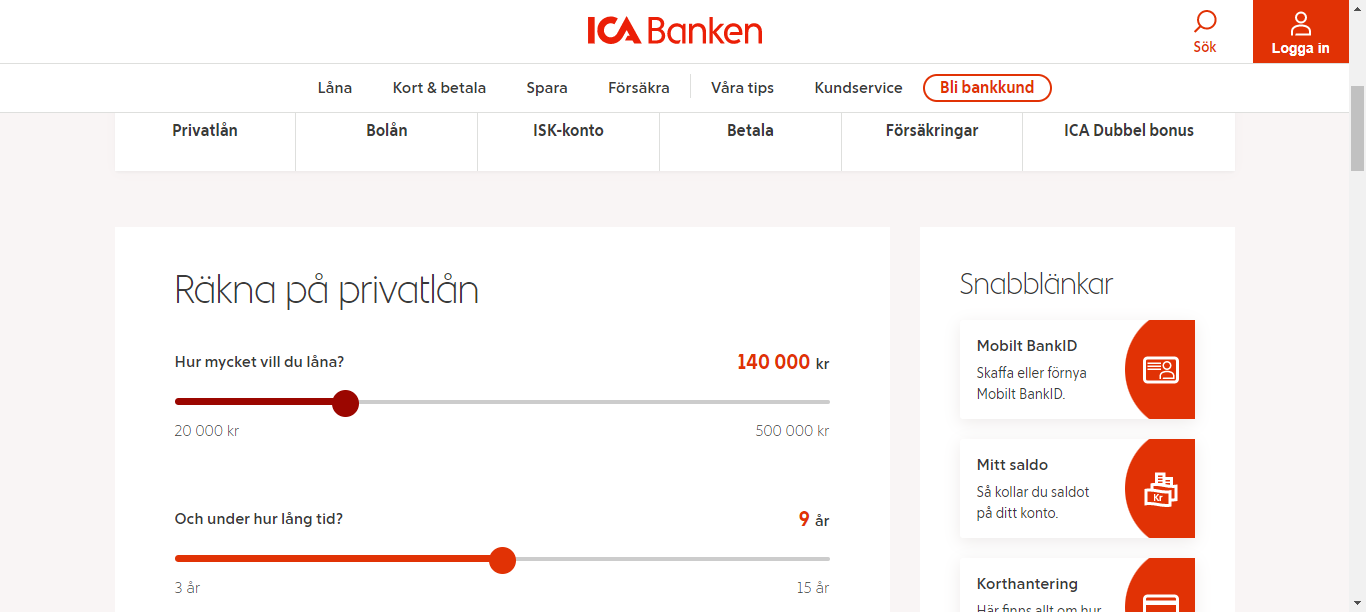 ICA Banken
Sök
Logga in
Låna
Kort & betala
Spara
Försäkra
Våra tips
Kundservice
Bli bankkund
Privatlån
Bolån
ISK-konto
Betala
Försäkringar
ICA Dubbel bonus
Räkna på privatlån
Hur mycket vill du låna?
140 000 kr
20 000 kr
500 000 kr
Och under hur lång tid?
9 år
3 år
15 år
Snabblänkar
Mobilt BankID
Skaffa eller förnya
Mobilt BankID.
Mitt saldo
Så kollar du saldot
på ditt konto.
Kr
Korthantering
Här finns allt om hur